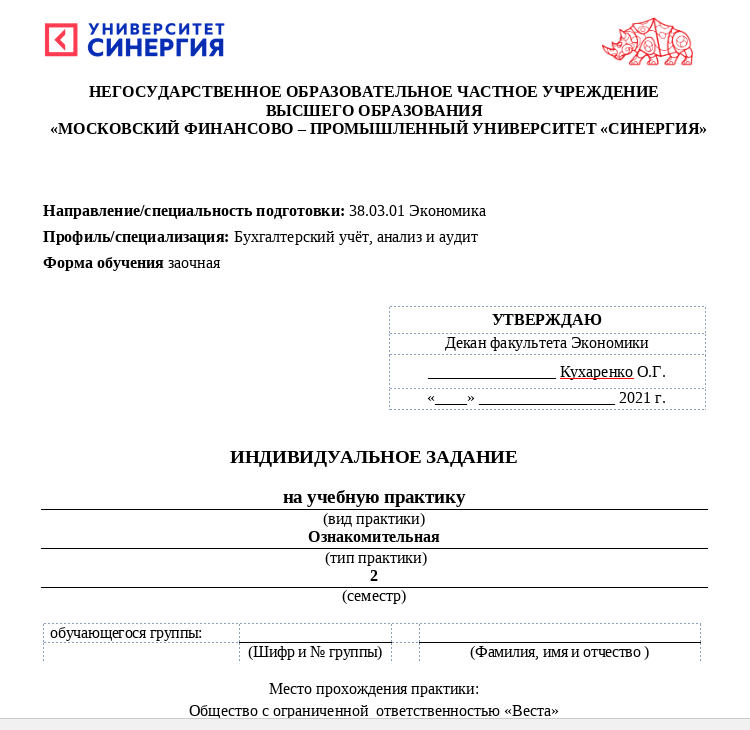 УНИВЕРСИТЕТ
СИНЕРГИЯ
НЕГОСУДАРСТВЕННОЕ ОБРАЗОВАТЕЛЬНОЕ ЧАСТНОЕ УЧРЕЖДЕНИЕ
ВЫСШЕГО ОБРАЗОВАНИЯ
«МОСКОВСКИЙ ФИНАНСОВО – ПРОМЫШЛЕННЫЙ УНИВЕРСИТЕТ «СИНЕРГИЯ»
Направление/специальность подготовки: 38.03.01 Экономика
Профиль/специализация: Бухгалтерский учёт, анализ и аудит
Форма обучения заочная
УТВЕРЖДАЮ
Декан факультета Экономики
________________ Кухаренко О.Г.
«____» _________________ 2021 г.
ИНДИВИДУАЛЬНОЕ ЗАДАНИЕ
на учебную практику
(вид практики)
Ознакомительная
(тип практики)
2
(семестр)
обучающегося группы:
(Шифр и № группы) (Фамилия, имя и отчество )
Место прохождения практики:
Общество с ограниченной  ответственностью «Веста»